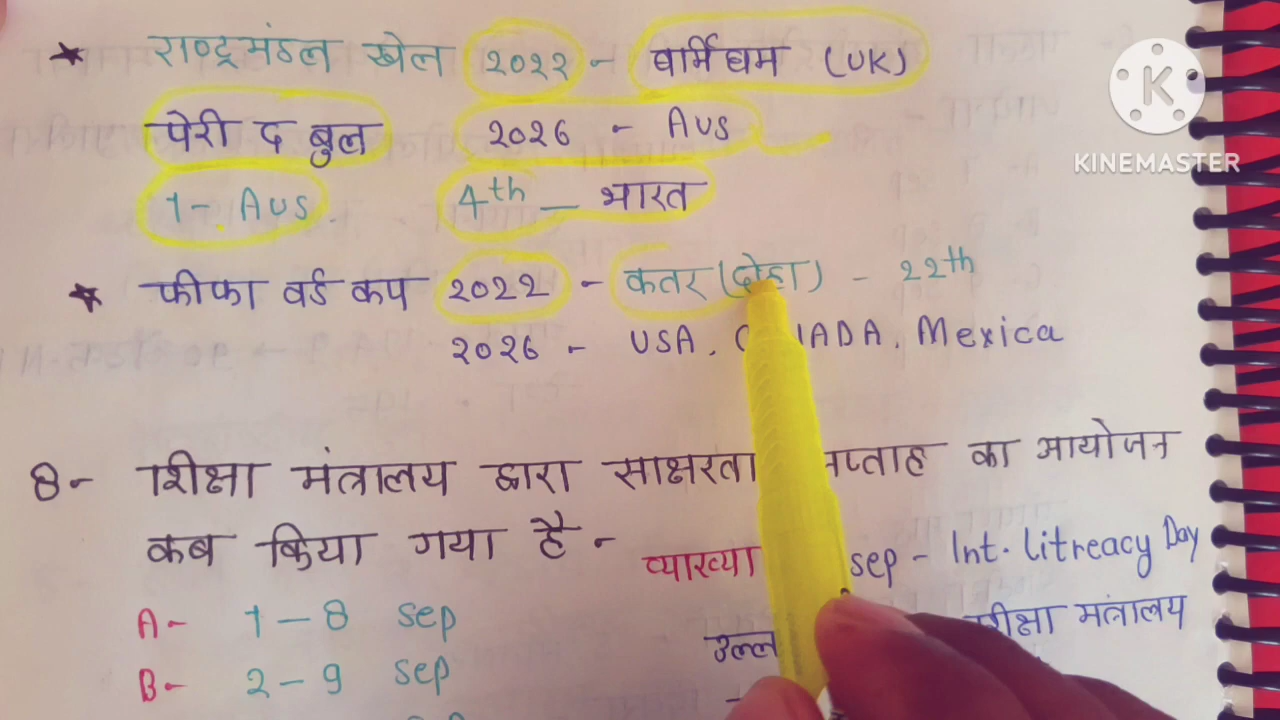 ★ राष्ट्रमंडल खेल 2022 - बर्मिंघम (UK)
पेरी द बुल 2026 - AUS
1- AUS 4th — भारत
★ फीफा वर्ड कप 2022 - कतर (दोहा) - 22th
2026 - USA, CANADA, Mexica
8- शिक्षा मंत्रालय द्वारा साक्षरता सप्ताह का आयोजन
कब किया गया है -
व्याख्या sep - Int. Litreacy Day
A- 1-8 sep
शिक्षा मंत्रालय
B- 2-9 sep
K
KINEMASTER